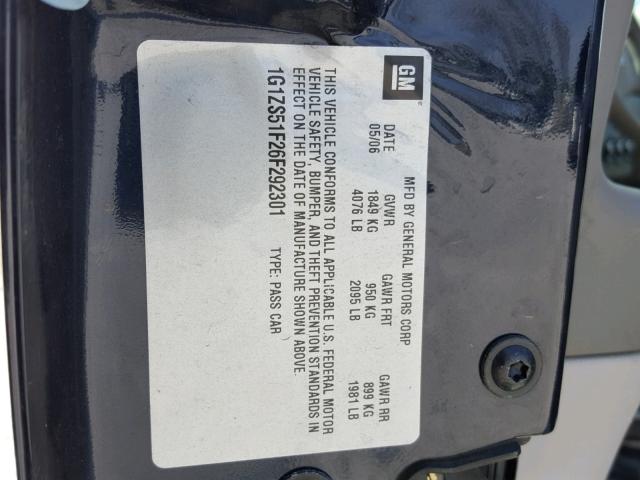 GM
MFD BY GENERAL MOTORS CORP
DATE GVWR GAWR FRT GAWR RR
05/06 1849 KG 950 KG 899 KG
4076 LB 2095 LB 1981 LB
THIS VEHICLE CONFORMS TO ALL APPLICABLE U.S. FEDERAL MOTOR
VEHICLE SAFETY, BUMPER, AND THEFT PREVENTION STANDARDS IN
EFFECT ON THE DATE OF MANUFACTURE SHOWN ABOVE.
1G1ZS51F26F292301 TYPE: PASS CAR